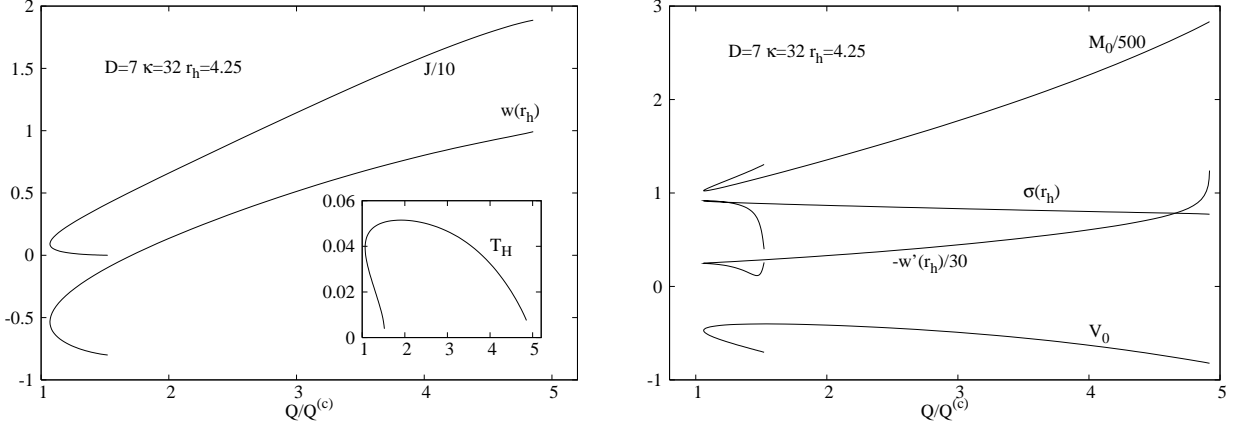 2
1.5
1
0.5
0
-0.5
-1
1
2
3
4
5
Q/Q^(c)
D=7 κ=32 r_h=4.25
J/10
w(r_h)
0.06
0.04
0.02
0
1
2
3
4
5
T_H
3
2
1
0
-1
1
2
3
4
5
Q/Q^(c)
D=7 κ=32 r_h=4.25
M_0/500
σ(r_h)
-w'(r_h)/30
V_0